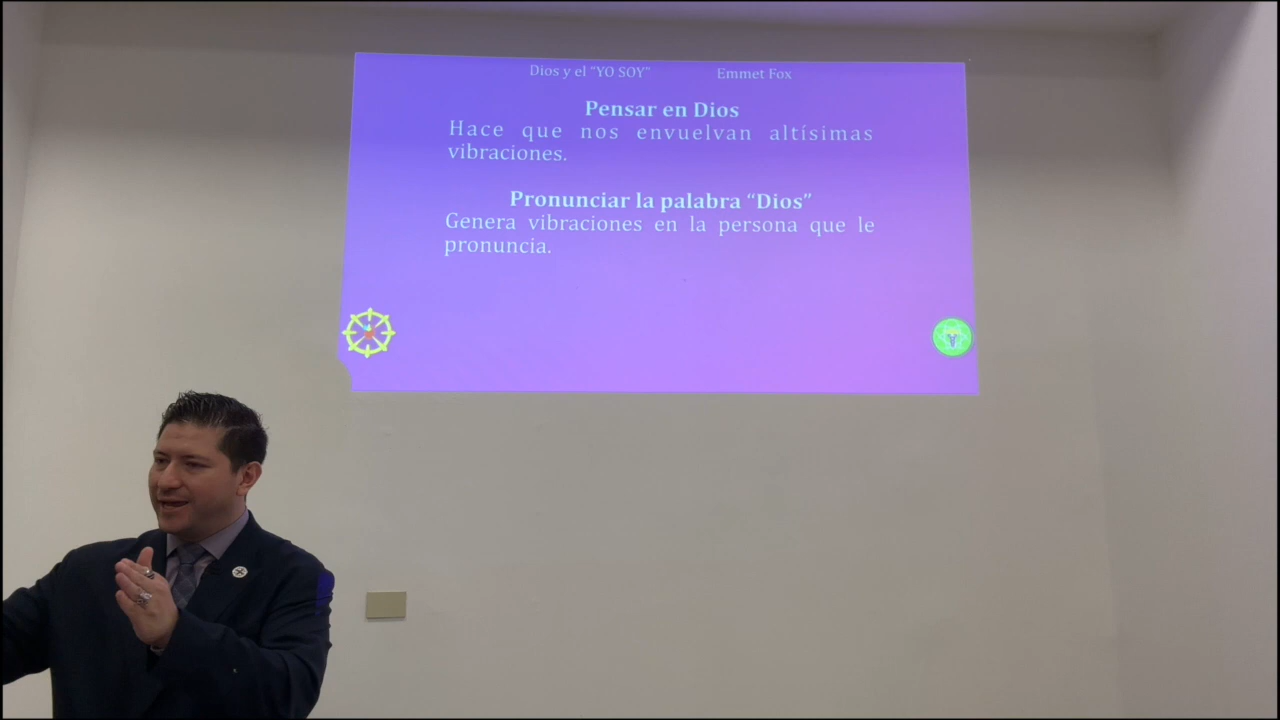 Dios y el "YO SOY" Emmet Fox
Pensar en Dios
Hace que nos envuelvan altísimas
vibraciones.
Pronunciar la palabra "Dios"
Genera vibraciones en la persona que le
pronuncia.